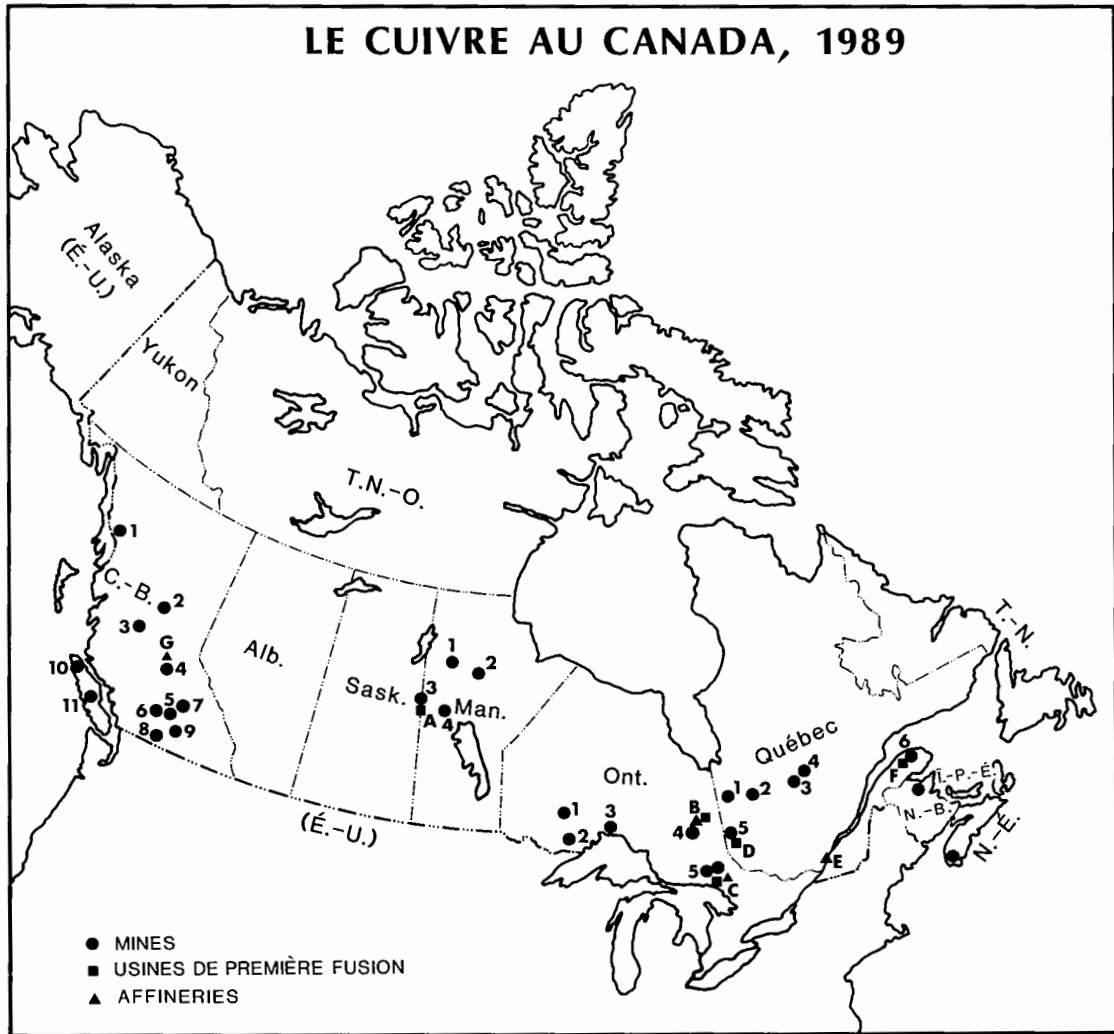 LE CUIVRE AU CANADA, 1989
Alaska
(É.-U.)
Yukon
T.N.-O.
1
C.-B.
2
3
G
4
10
11
5
6
7
8
9
Alb.
Sask.
1
2
3
A
4
Man.
(É.-U.)
Ont.
1
2
3
B
4
5
C
Québec
1
2
3
4
5
D
E
6
F
T.-N.
Î.-P.-É.
N.-B.
N.-É.
MINES
USINES DE PREMIÈRE FUSION
AFFINERIES